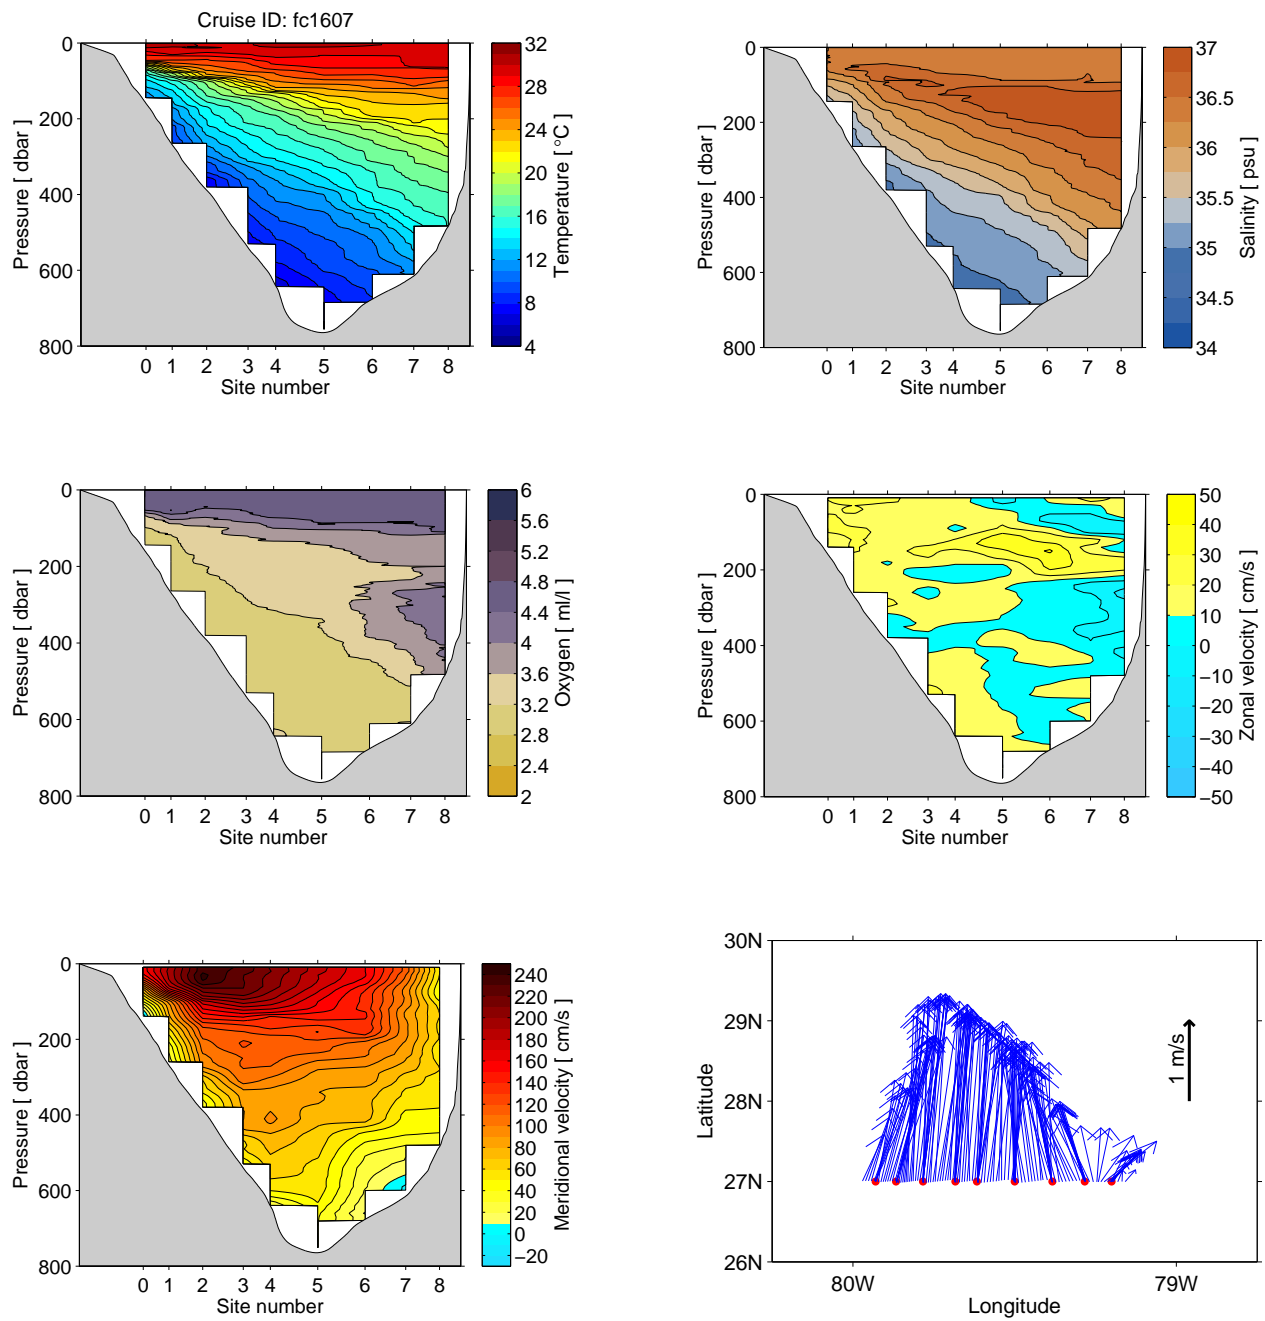 Cruise ID: fc1607
0
200
400
600
800
Pressure [ dbar ]
0 1 2 3 4 5 6 7 8
Site number
32
28
24
20
16
12
8
4
Temperature [ °C ]
0
200
400
600
800
Pressure [ dbar ]
0 1 2 3 4 5 6 7 8
Site number
37
36.5
36
35.5
35
34.5
34
Salinity [ psu ]
0
200
400
600
800
Pressure [ dbar ]
0 1 2 3 4 5 6 7 8
Site number
6
5.6
5.2
4.8
4.4
4
3.6
3.2
2.8
2.4
2
Oxygen [ ml/l ]
0
200
400
600
800
Pressure [ dbar ]
0 1 2 3 4 5 6 7 8
Site number
50
40
30
20
10
0
−10
−20
−30
−40
−50
Zonal velocity [ cm/s ]
0
200
400
600
800
Pressure [ dbar ]
0 1 2 3 4 5 6 7 8
Site number
240
220
200
180
160
140
120
100
80
60
40
20
0
−20
Meridional velocity [ cm/s ]
30N
29N
28N
27N
26N
Latitude
1 m/s
80W 79W
Longitude